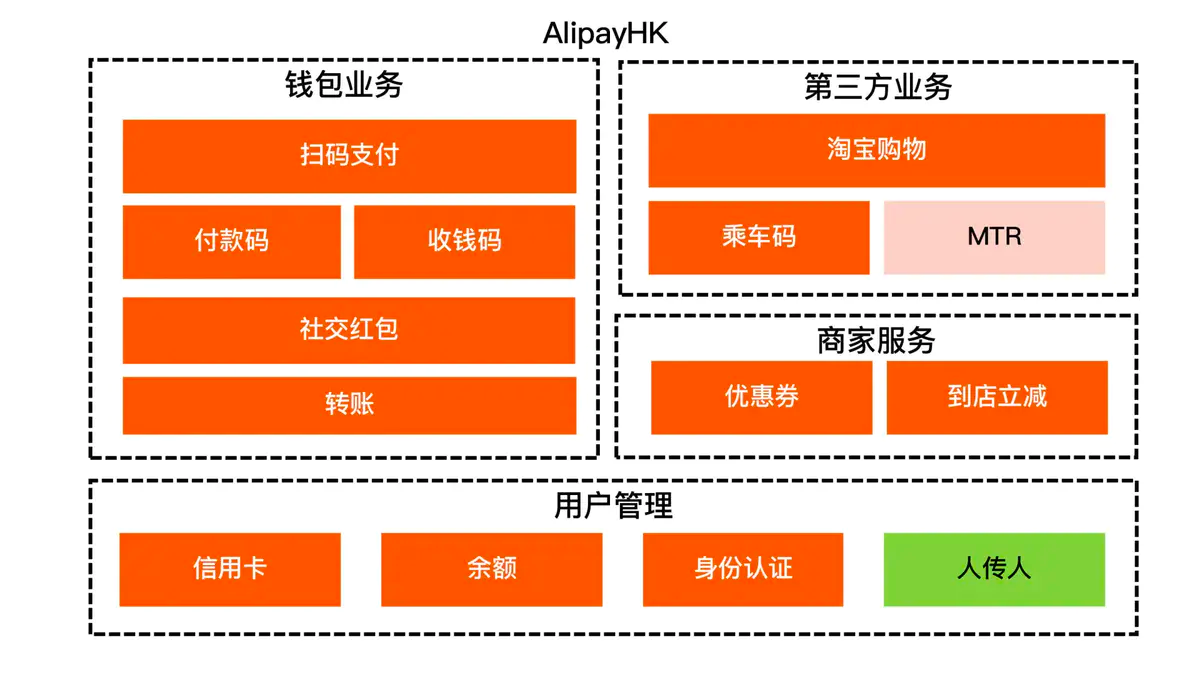 AlipayHK
钱包业务
扫码支付
付款码
收钱码
社交红包
转账
第三方业务
淘宝购物
乘车码
MTR
商家服务
优惠券
到店立减
用户管理
信用卡
余额
身份认证
人传人